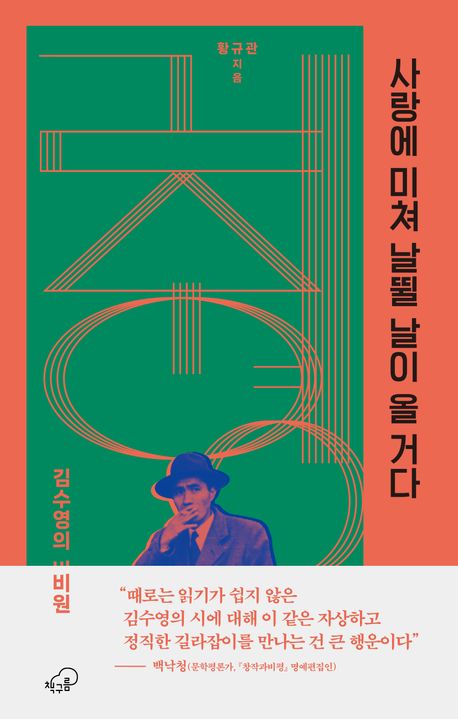 황규관
지음
김수영
사랑에 미쳐 날뛸 날이 올 거다
김수영의 비원
“때로는 읽기가 쉽지 않은
김수영의 시에 대해 이 같은 자상하고
정직한 길라잡이를 만나는 건 큰 행운이다”
백낙청(문학평론가, 『창작과비평』 명예편집인)
책구름